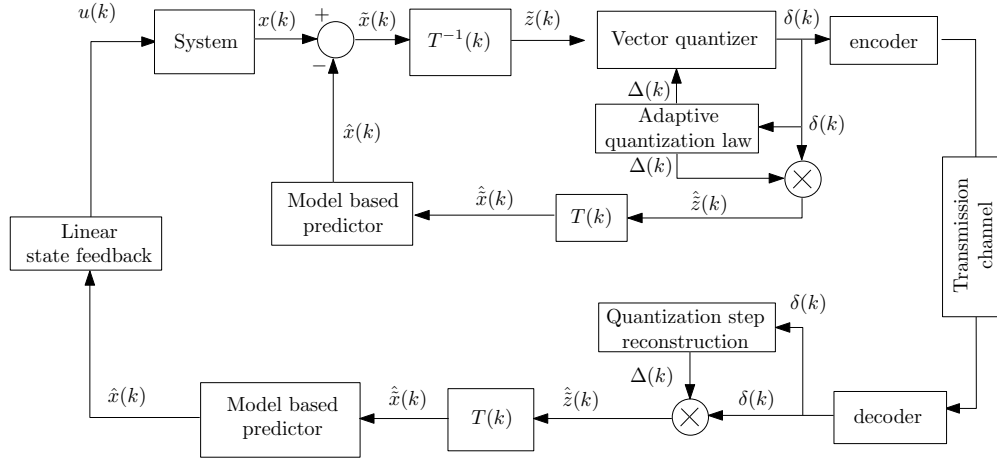 u(k)
System
x(k)
+
−
x̃(k)
T⁻¹(k)
z̃(k)
Vector quantizer
δ(k)
encoder
Δ(k)
Adaptive
quantization law
δ(k)
Δ(k)
x̂(k)
Model based
predictor
x̃̂(k)
T(k)
z̃̂(k)
Linear
state feedback
Transmission
channel
Quantization step
reconstruction
δ(k)
Δ(k)
x̂(k)
Model based
predictor
x̃̂(k)
T(k)
z̃̂(k)
δ(k)
decoder